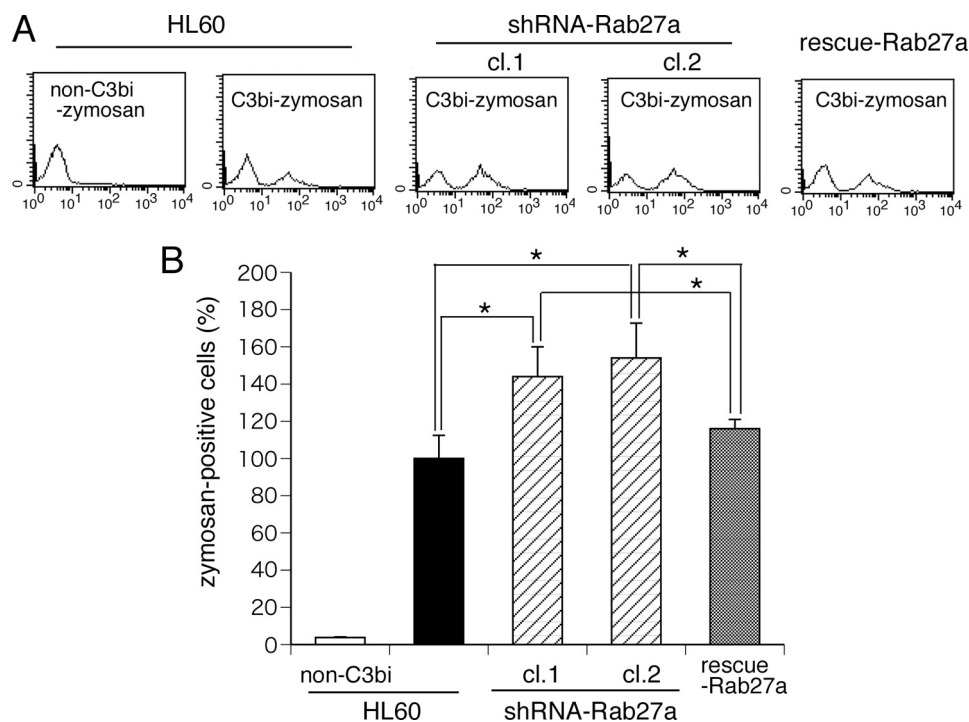 A
HL60
shRNA-Rab27a
rescue-Rab27a
cl.1
cl.2
non-C3bi
-zymosan
C3bi-zymosan
C3bi-zymosan
C3bi-zymosan
C3bi-zymosan
0
0
0
0
0
10^0 10^1 10^2 10^3 10^4
10^0 10^1 10^2 10^3 10^4
10^0 10^1 10^2 10^3 10^4
10^0 10^1 10^2 10^3 10^4
10^0 10^1 10^2 10^3 10^4
B
zymosan-positive cells (%)
200
180
160
140
120
100
80
60
40
20
0
*
*
*
*
non-C3bi
cl.1
cl.2
rescue
-Rab27a
HL60
shRNA-Rab27a